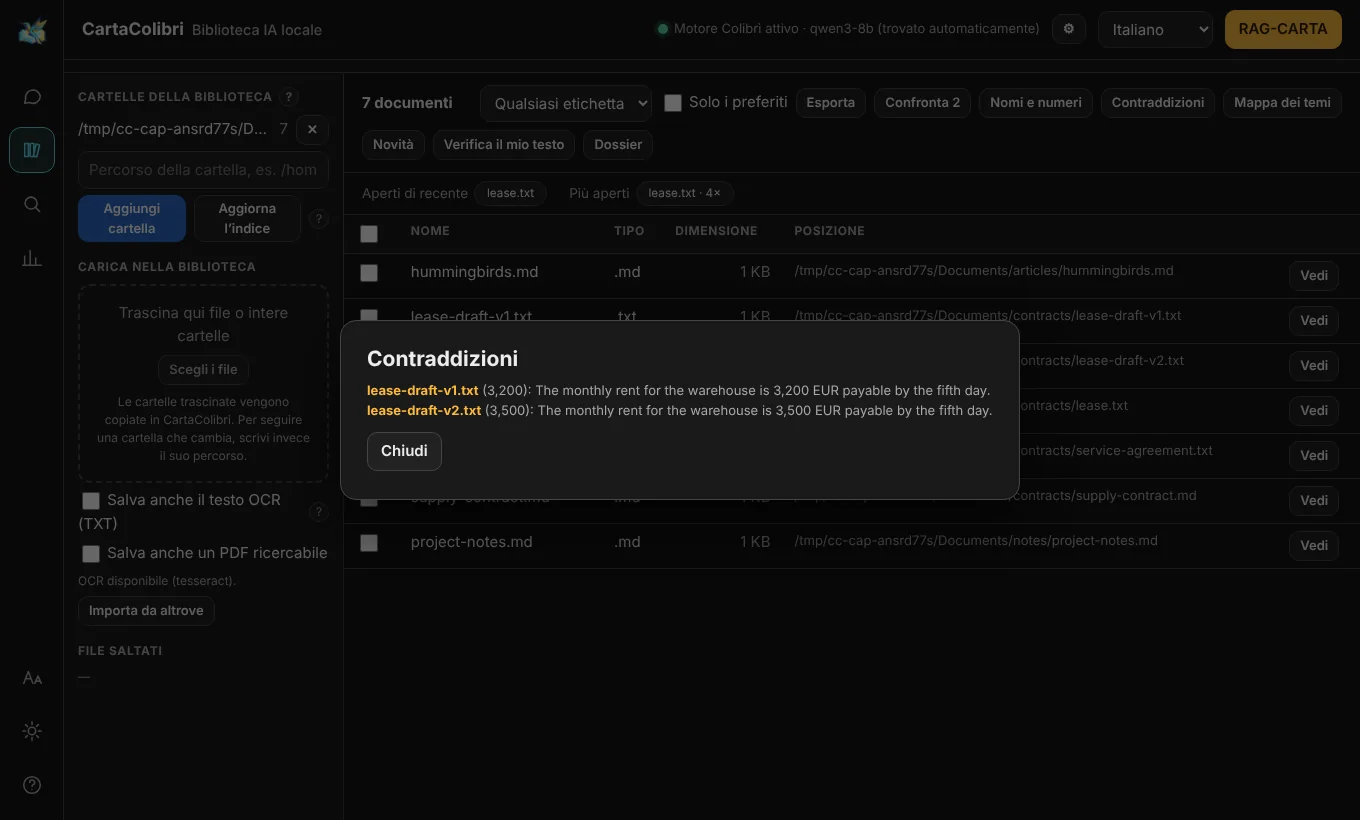 CartaColibri Biblioteca IA locale
Motore Colibrì attivo · qwen3-8b (trovato automaticamente)
Italiano
RAG-CARTA
CARTELLE DELLA BIBLIOTECA ?
/tmp/cc-cap-ansrd77s/D... 7 ×
Percorso della cartella, es. /hom
Aggiungi cartella
Aggiorna l'indice
?
CARICA NELLA BIBLIOTECA
Trascina qui file o intere
cartelle
Scegli i file
Le cartelle trascinate vengono
copiate in CartaColibri. Per seguire
una cartella che cambia, scrivi invece
il suo percorso.
Salva anche il testo OCR
(TXT)
?
Salva anche un PDF ricercabile
OCR disponibile (tesseract).
Importa da altrove
FILE SALTATI
—
AA
7 documenti
Qualsiasi etichetta
Solo i preferiti
Esporta
Confronta 2
Nomi e numeri
Contraddizioni
Mappa dei temi
Novità
Verifica il mio testo
Dossier
Aperti di recente lease.txt Più aperti lease.txt · 4×
NOME TIPO DIMENSIONE POSIZIONE
hummingbirds.md .md 1 KB /tmp/cc-cap-ansrd77s/Documents/articles/hummingbirds.md Vedi
lease-draft-v1.txt .txt 1 KB /tmp/cc-cap-ansrd77s/Documents/contracts/lease-draft-v1.txt Vedi
contracts/lease-draft-v2.txt Vedi
contracts/lease.txt Vedi
contracts/service-agreement.txt Vedi
supply-contract.md .md 1 KB contracts/supply-contract.md Vedi
project-notes.md .md 1 KB /tmp/cc-cap-ansrd77s/Documents/notes/project-notes.md Vedi
Contraddizioni
lease-draft-v1.txt (3,200): The monthly rent for the warehouse is 3,200 EUR payable by the fifth day.
lease-draft-v2.txt (3,500): The monthly rent for the warehouse is 3,500 EUR payable by the fifth day.
Chiudi